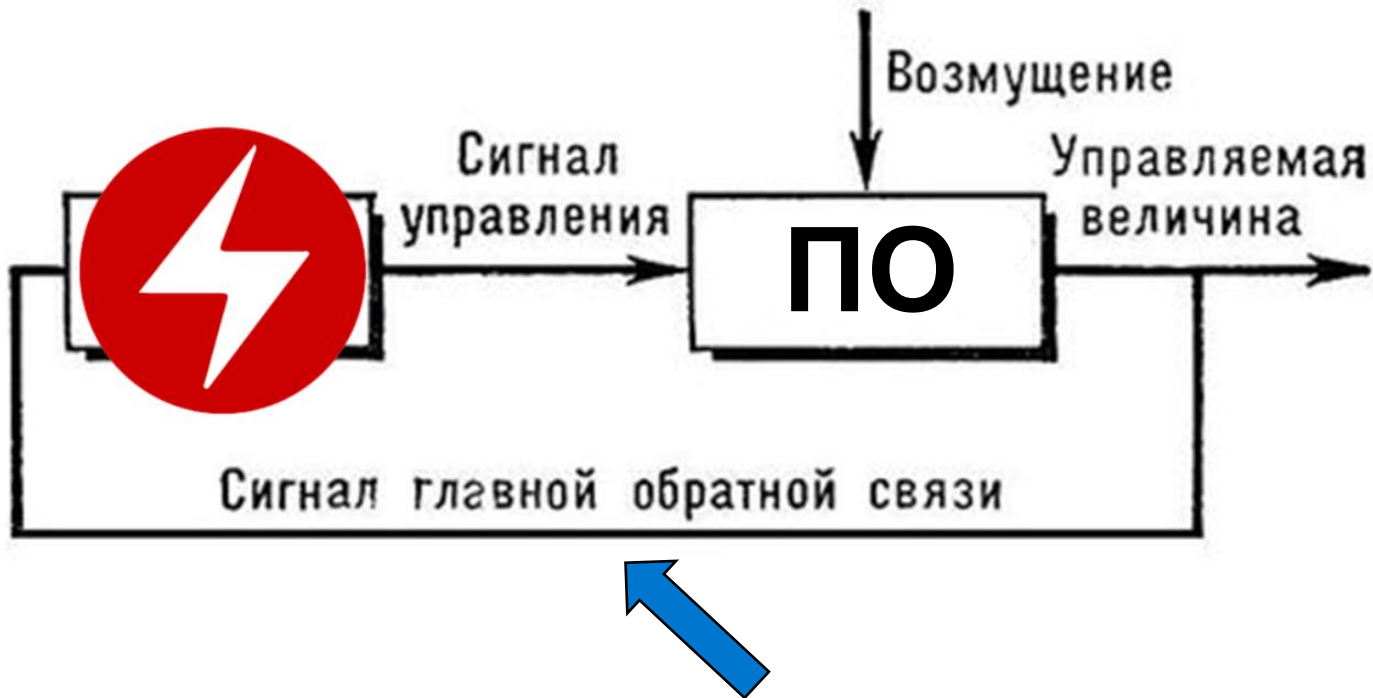 Возмущение
Сигнал
управления
Управляемая
величина
ПО
Сигнал главной обратной связи